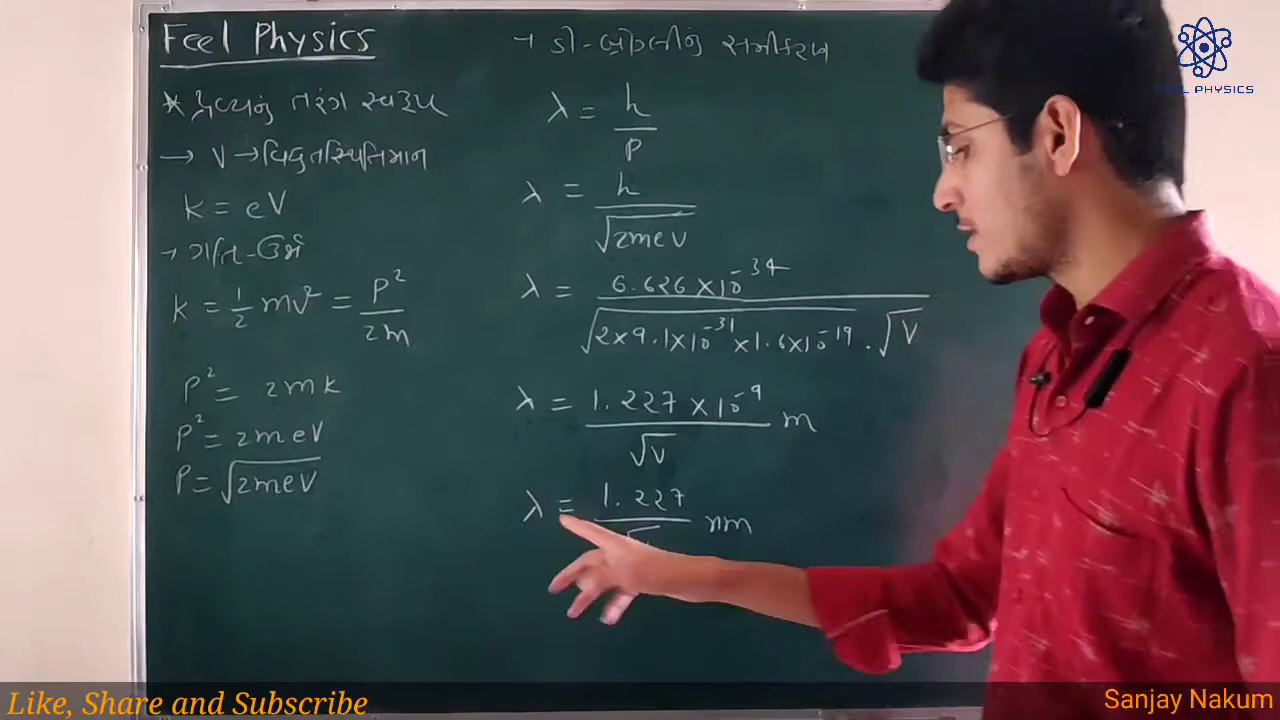 Feel Physics
* દ્રવ્યનું તરંગ સ્વરૂપ
→ V → વિદ્યુતસ્થિતિમાન
K = eV
→ ગતિ-ઉર્જા
K = 1/2 mv² = P²/2m
P² = 2mk
P² = 2meV
P = √2meV
→ ડી-બ્રોગ્લીનું સમીકરણ
λ = h/P
λ = h/√2meV
λ = 6.626×10⁻³⁴/√2×9.1×10⁻³¹×1.6×10⁻¹⁹ . √V
λ = 1.227×10⁻⁹/√V m
λ = 1.227/√ nm
PHYSICS
Like, Share and Subscribe
Sanjay Nakum